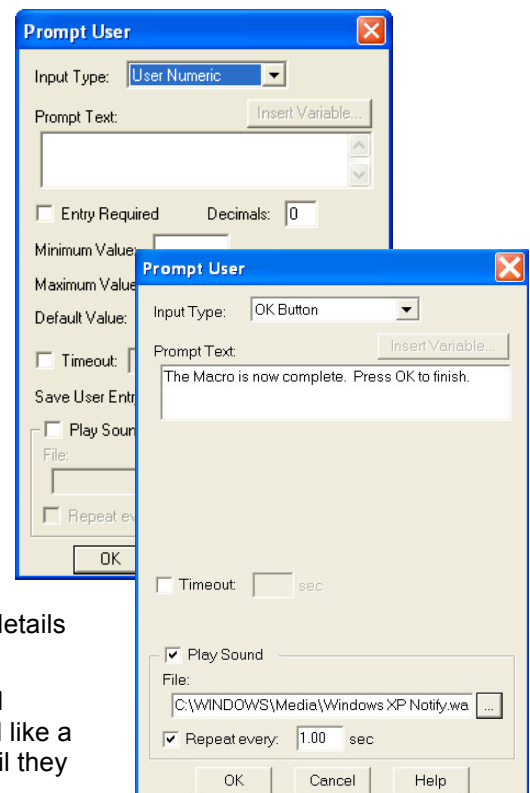 Prompt User
Input Type: User Numeric
Prompt Text: Insert Variable...
Entry Required Decimals: 0
Minimum Value:
Maximum Value
Default Value:
Timeout:
Save User Entr
Play Soun
File:
Repeat ev
OK
Prompt User
Input Type: OK Button
Prompt Text: Insert Variable...
The Macro is now complete. Press OK to finish.
Timeout: sec
Play Sound
File:
C:\WINDOWS\Media\Windows XP Notify.wa ...
Repeat every: 1.00 sec
OK Cancel Help
details
like a
il they